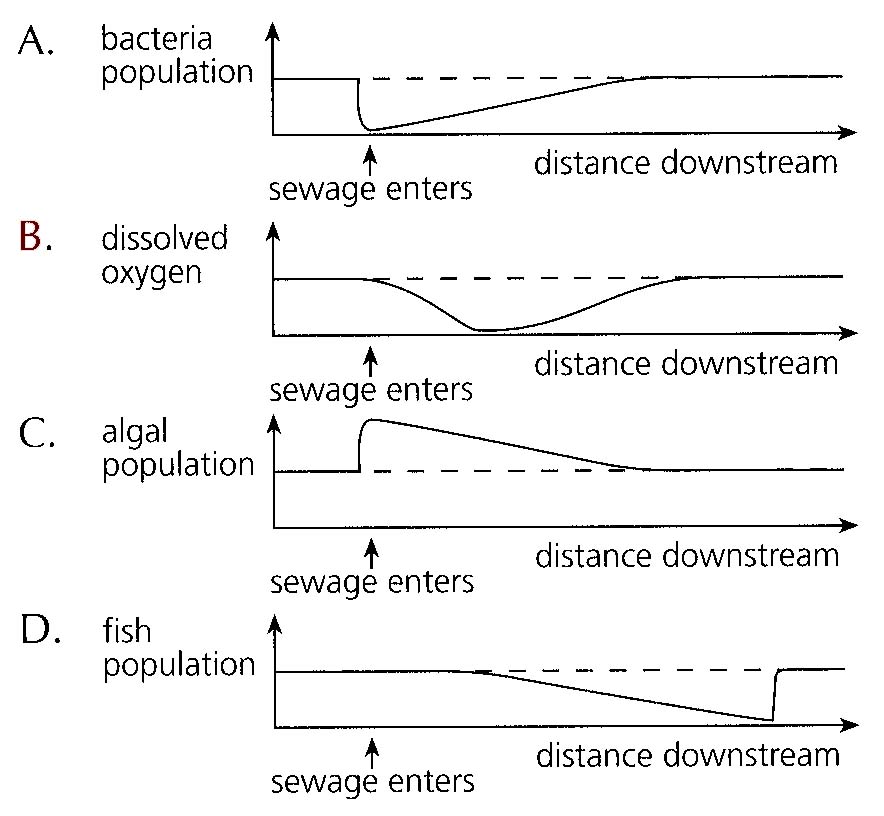 A. bacteria
population
distance downstream
sewage enters
B. dissolved
oxygen
distance downstream
sewage enters
C. algal
population
distance downstream
sewage enters
D. fish
population
distance downstream
sewage enters